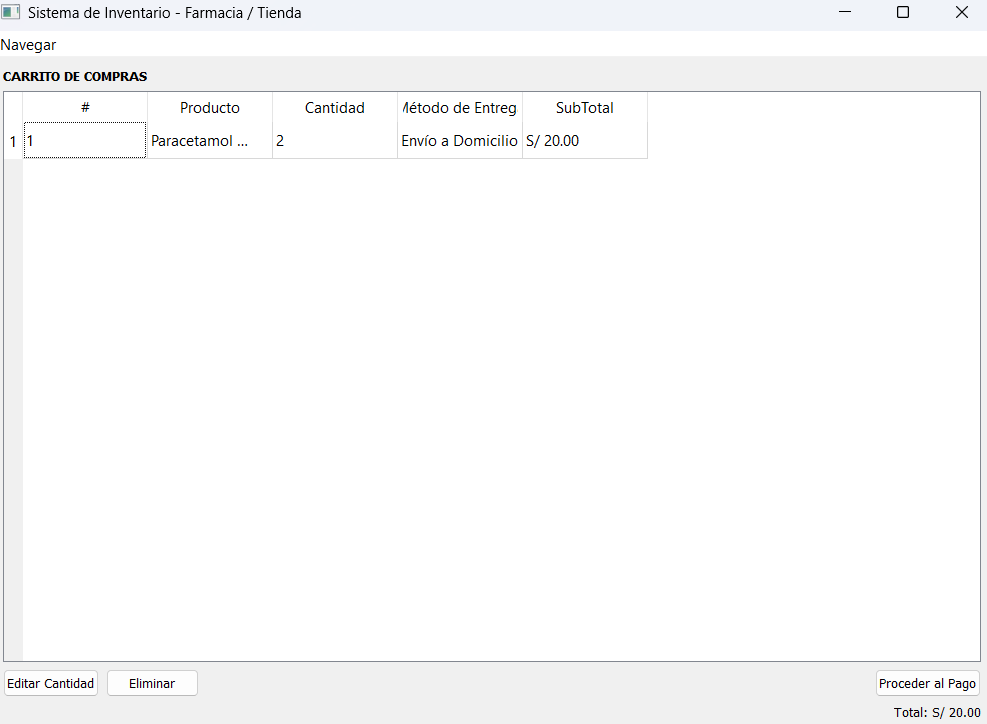 Sistema de Inventario - Farmacia / Tienda
Navegar
CARRITO DE COMPRAS
# Producto Cantidad Método de Entreg SubTotal
1 1 Paracetamol ... 2 Envío a Domicilio S/ 20.00
Editar Cantidad Eliminar Proceder al Pago
Total: S/ 20.00